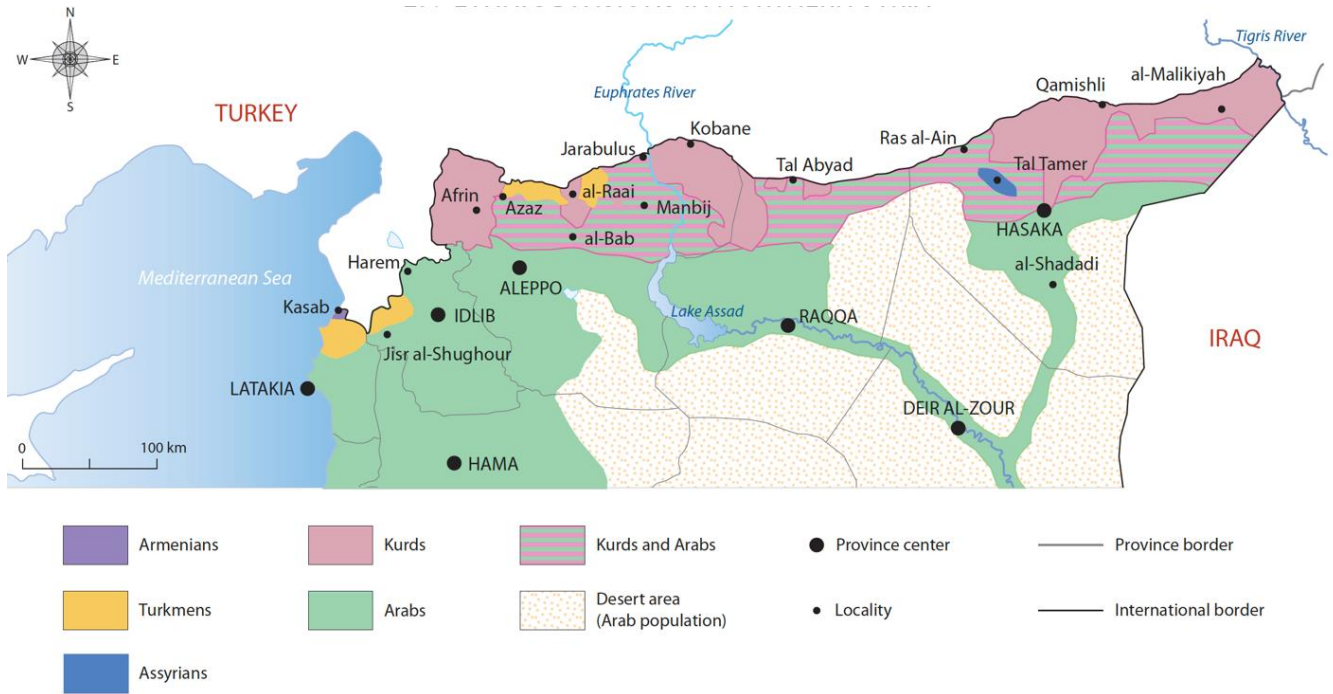 N
W
E
S
TURKEY
Tigris River
al-Malikiyah
Qamishli
Euphrates River
Kobane
Ras al-Ain
Jarabulus
Tal Abyad
Tal Tamer
Afrin
al-Raai
Azaz
Manbij
HASAKA
al-Bab
Harem
al-Shadadi
Mediterranean Sea
ALEPPO
Kasab
IDLIB
Lake Assad
RAQQA
IRAQ
Jisr al-Shughour
LATAKIA
DEIR AL-ZOUR
0
100 km
HAMA
Armenians
Kurds
Kurds and Arabs
Province center
Province border
Turkmens
Arabs
Desert area
(Arab population)
Locality
International border
Assyrians